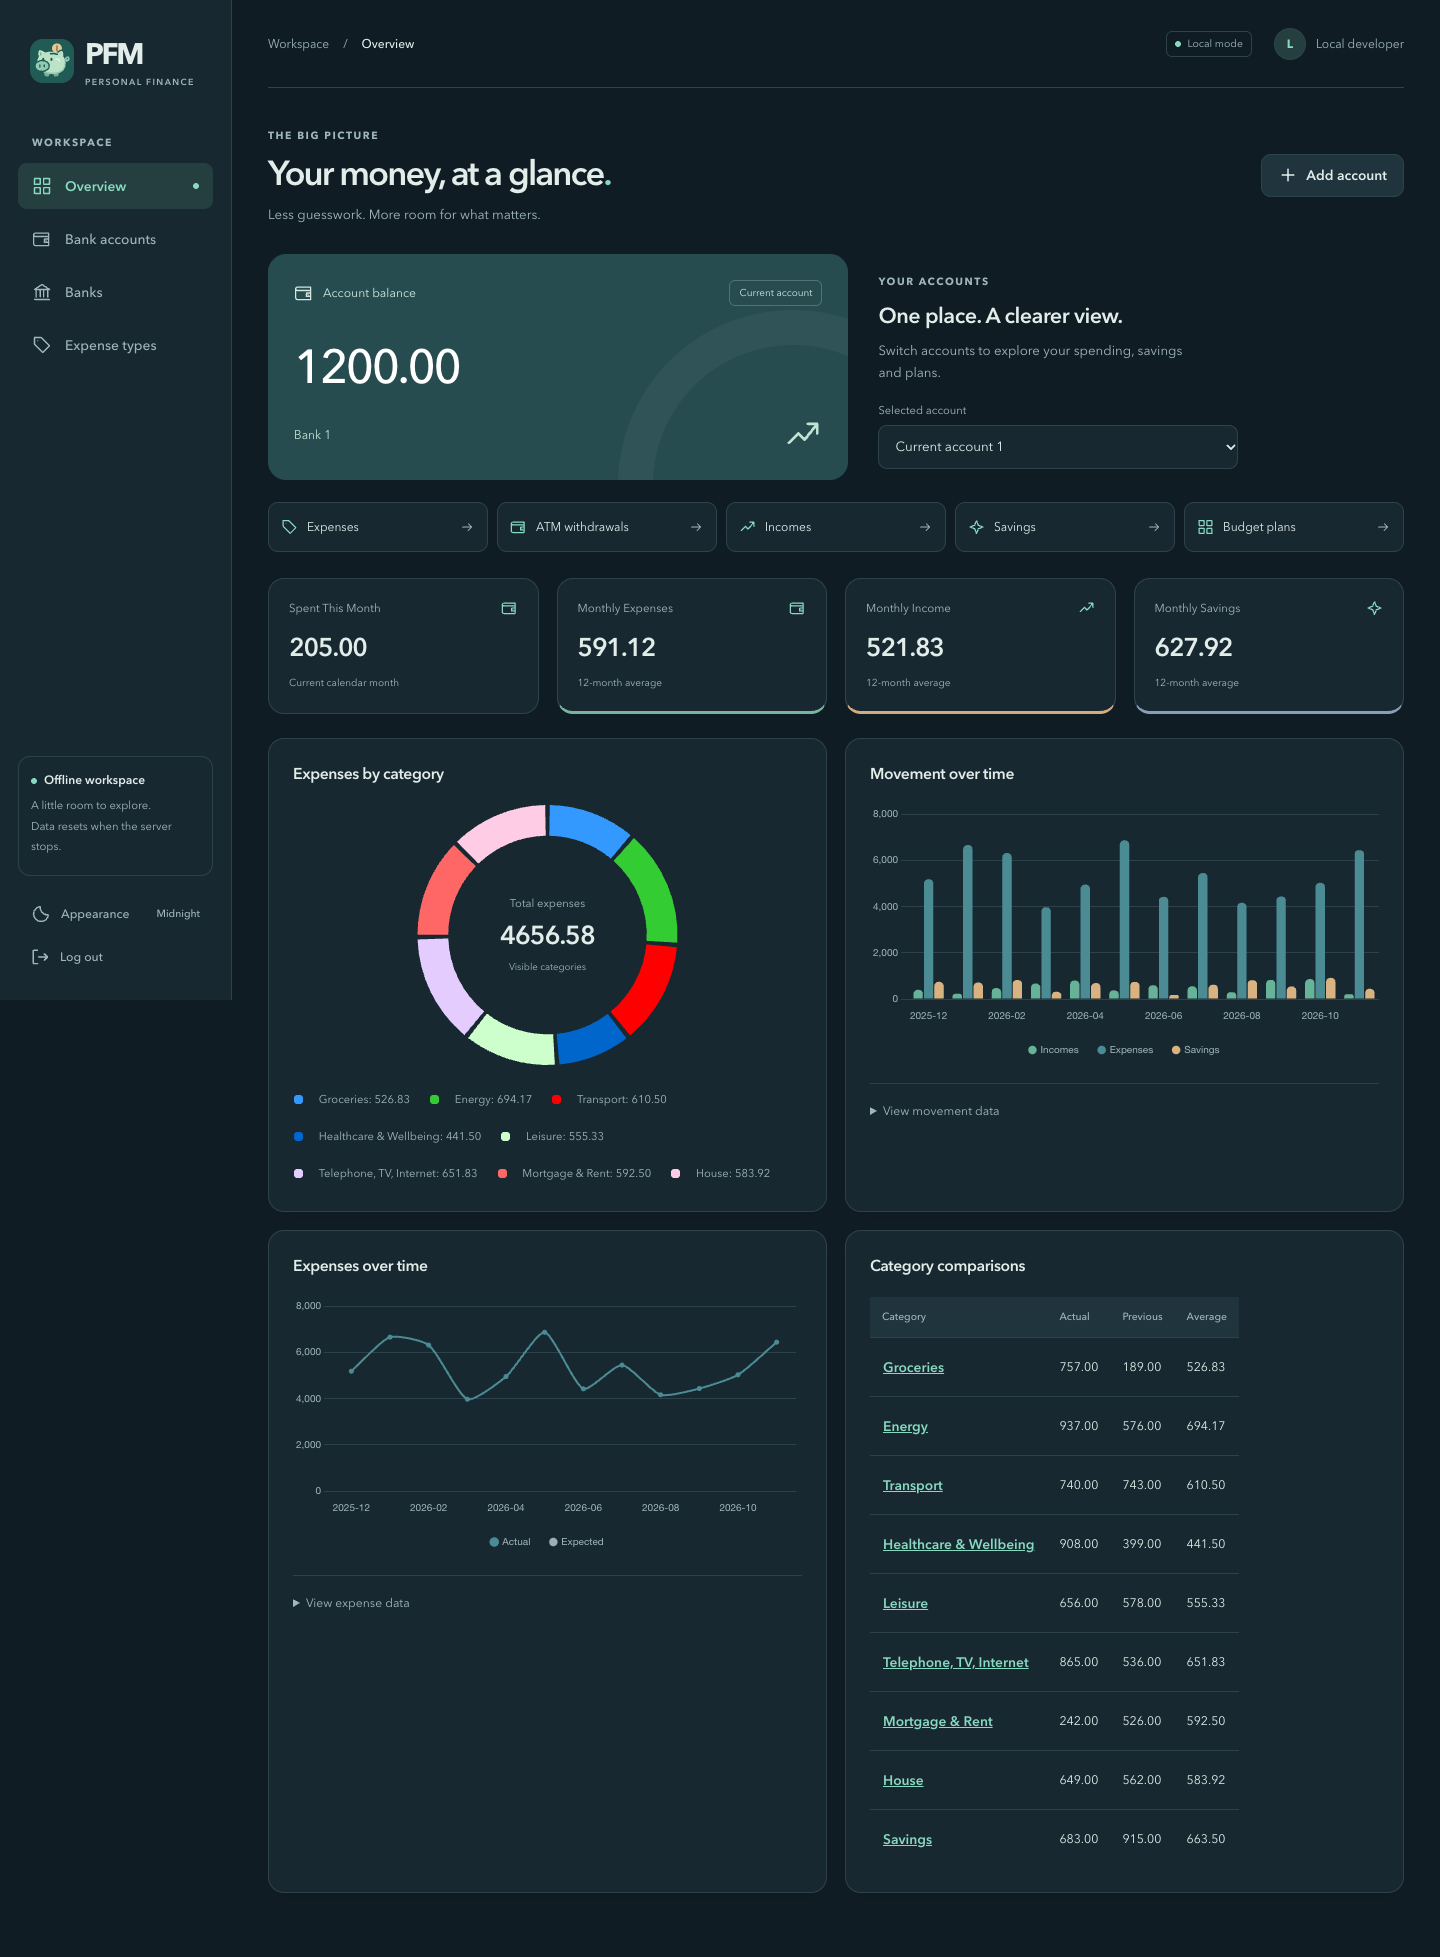 PFM
PERSONAL FINANCE
WORKSPACE
Overview
Bank accounts
Banks
Expense types
Offline workspace
A little room to explore.
Data resets when the server
stops.
Appearance Midnight
Log out
Workspace / Overview
Local mode
L
Local developer
THE BIG PICTURE
Your money, at a glance.
Less guesswork. More room for what matters.
Add account
Account balance
Current account
1200.00
Bank 1
YOUR ACCOUNTS
One place. A clearer view.
Switch accounts to explore your spending, savings
and plans.
Selected account
Current account 1
Expenses
ATM withdrawals
Incomes
Savings
Budget plans
Spent This Month
205.00
Current calendar month
Monthly Expenses
591.12
12-month average
Monthly Income
521.83
12-month average
Monthly Savings
627.92
12-month average
Expenses by category
Total expenses
4656.58
Visible categories
Groceries: 526.83 Energy: 694.17 Transport: 610.50
Healthcare & Wellbeing: 441.50 Leisure: 555.33
Telephone, TV, Internet: 651.83 Mortgage & Rent: 592.50 House: 583.92
Movement over time
8,000
6,000
4,000
2,000
0
2025-12 2026-02 2026-04 2026-06 2026-08 2026-10
Incomes Expenses Savings
View movement data
Expenses over time
8,000
6,000
4,000
2,000
0
2025-12 2026-02 2026-04 2026-06 2026-08 2026-10
Actual Expected
View expense data
Category comparisons
Category Actual Previous Average
Groceries 757.00 189.00 526.83
Energy 937.00 576.00 694.17
Transport 740.00 743.00 610.50
Healthcare & Wellbeing 908.00 399.00 441.50
Leisure 656.00 578.00 555.33
Telephone, TV, Internet 865.00 536.00 651.83
Mortgage & Rent 242.00 526.00 592.50
House 649.00 562.00 583.92
Savings 683.00 915.00 663.50